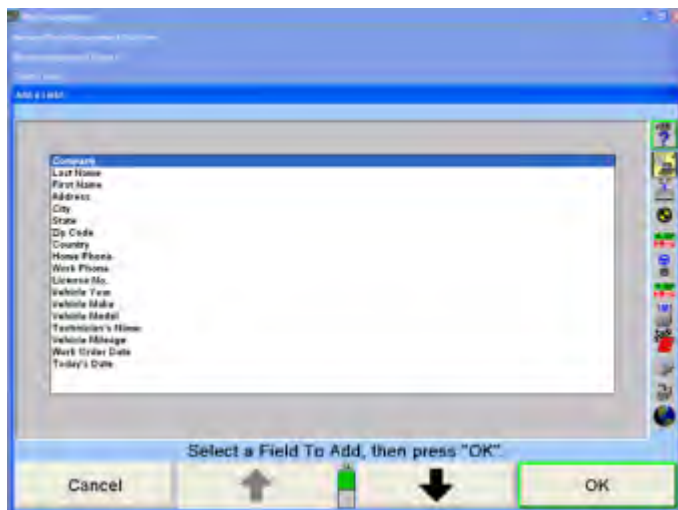 Add a Field
Company
Last Name
First Name
Address
City
State
Zip Code
Country
Home Phone
Work Phone
License No.
Vehicle Year
Vehicle Make
Vehicle Model
Technician's Name
Vehicle Mileage
Work Order Date
Today's Date
Select a Field To Add, then press "OK".
Cancel
OK